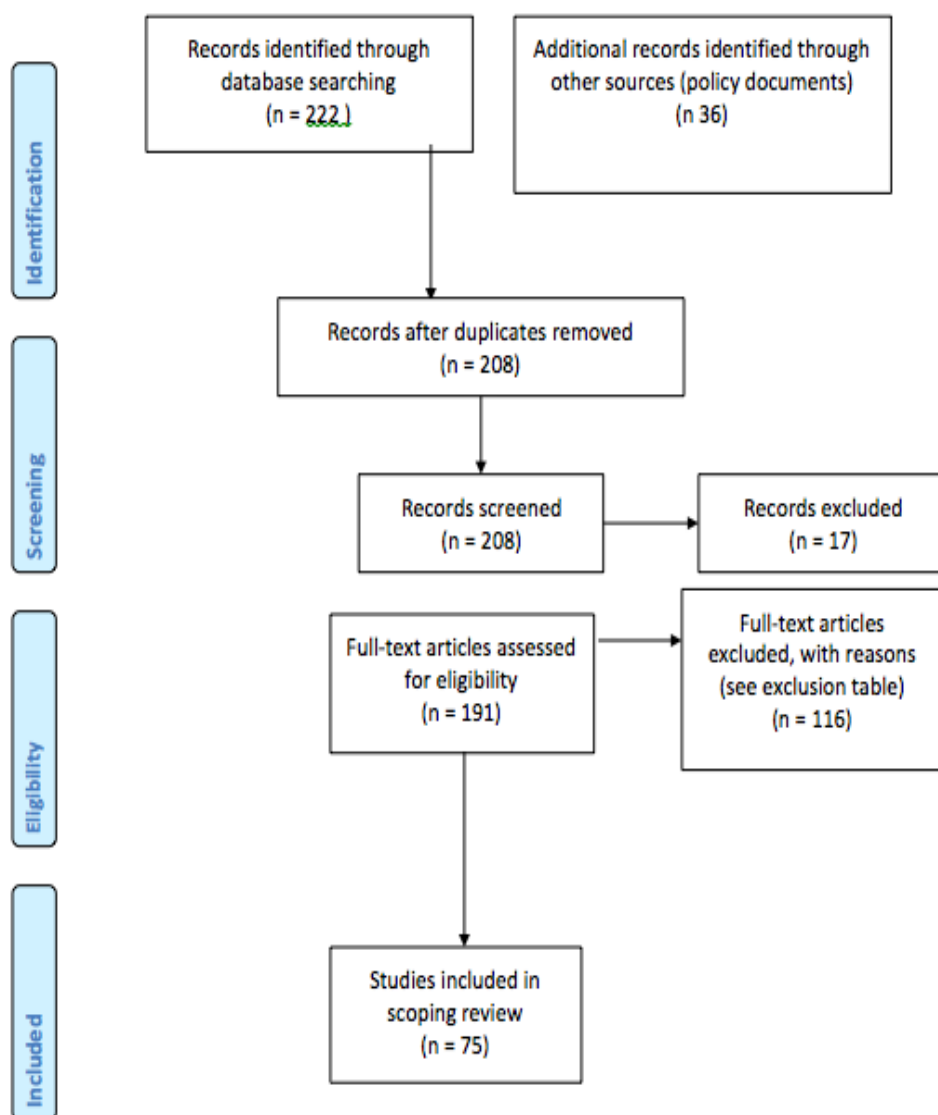 Records identified through
database searching
(n = 222 )
Additional records identified through
other sources (policy documents)
(n 36)
Identification
Records after duplicates removed
(n = 208)
Screening
Records screened
(n = 208)
Records excluded
(n = 17)
Eligibility
Full-text articles assessed
for eligibility
(n = 191)
Full-text articles
excluded, with reasons
(see exclusion table)
(n = 116)
Included
Studies included in
scoping review
(n = 75)